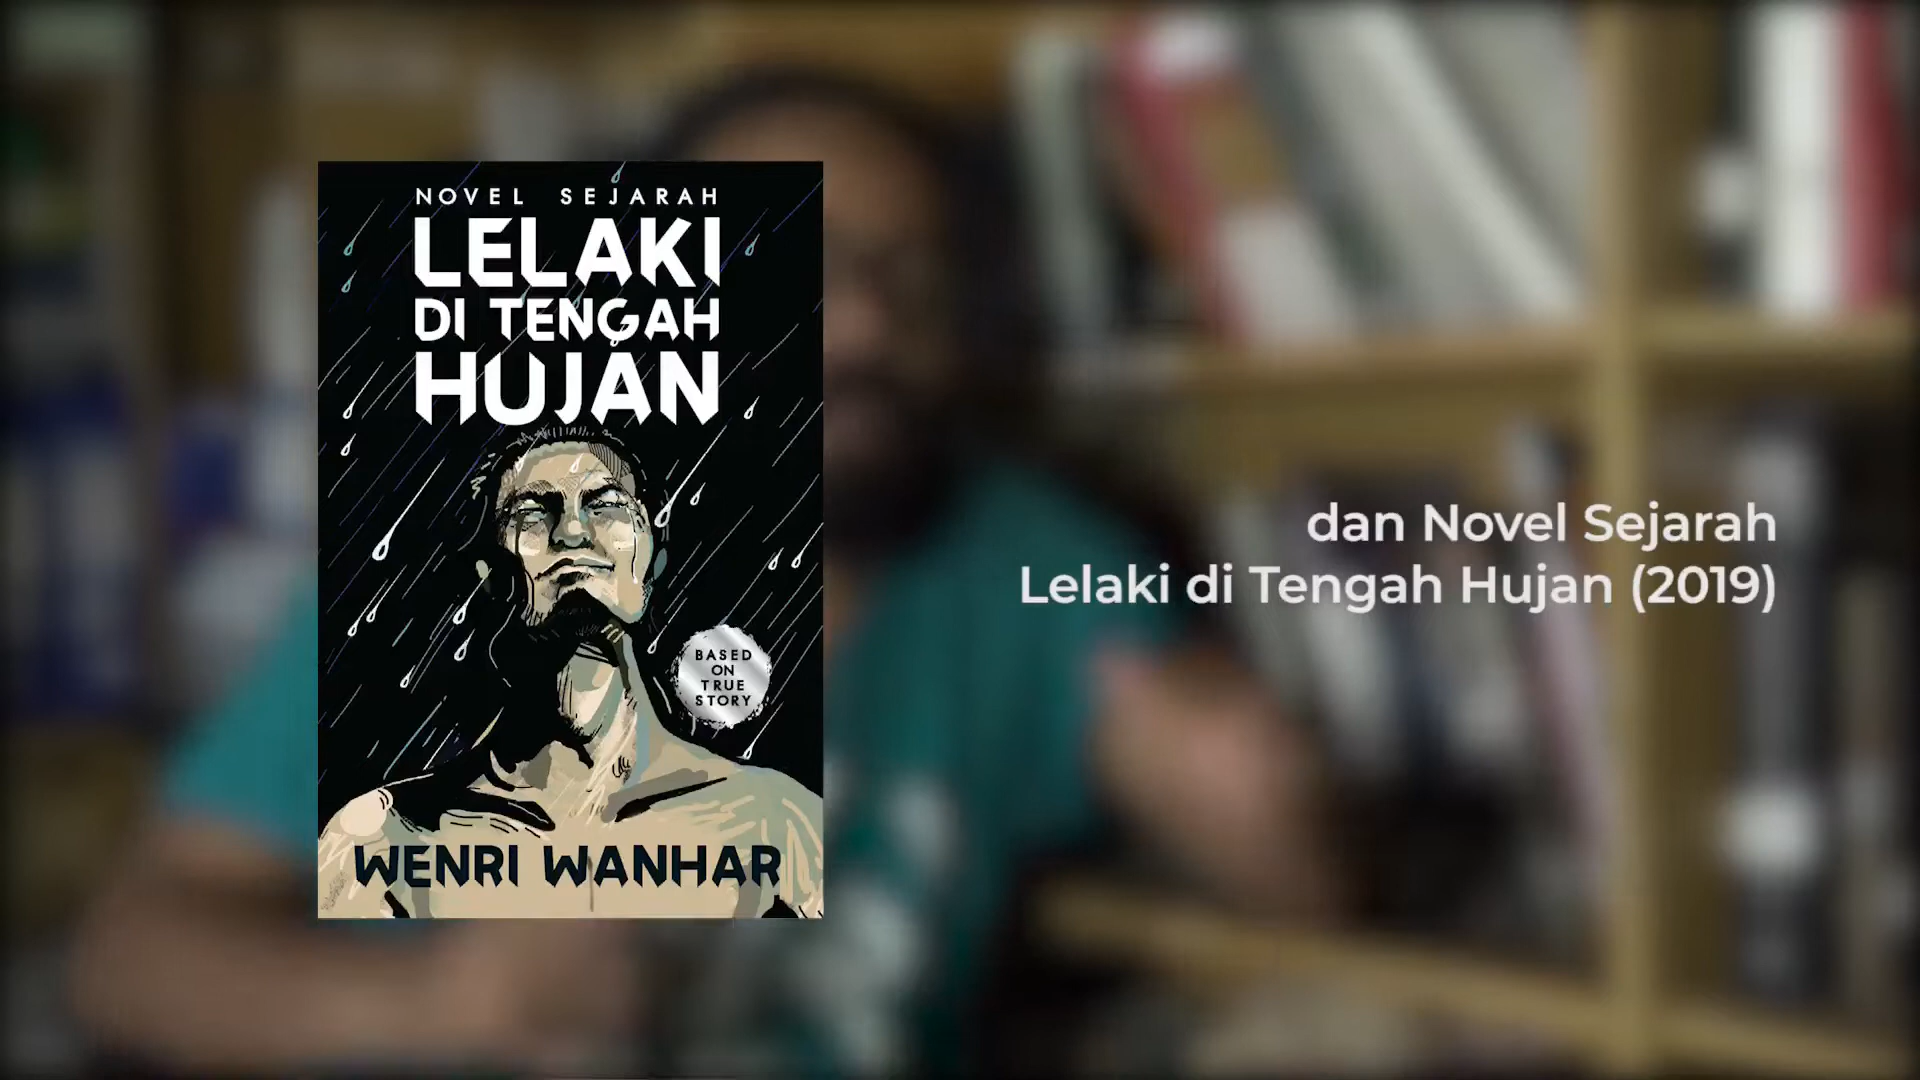 NOVEL SEJARAH
LELAKI
DI TENGAH
HUJAN
BASED
ON
TRUE
STORY
WENRI WANHAR
dan Novel Sejarah
Lelaki di Tengah Hujan (2019)